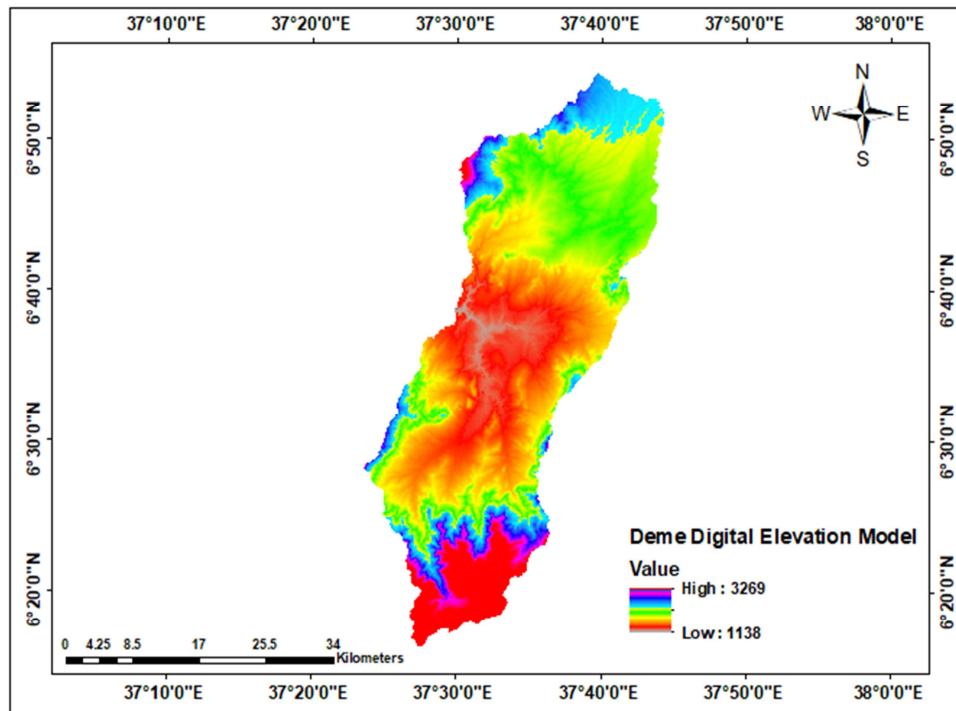 37°10'0"E 37°20'0"E 37°30'0"E 37°40'0"E 37°50'0"E 38°0'0"E
N
W E
S
6°50'0"N 6°50'0"N
6°40'0"N 6°40'0"N
6°30'0"N 6°30'0"N
6°20'0"N 6°20'0"N
Deme Digital Elevation Model
Value
High : 3269
Low : 1138
0 4.25 8.5 17 25.5 34
Kilometers
37°10'0"E 37°20'0"E 37°30'0"E 37°40'0"E 37°50'0"E 38°0'0"E